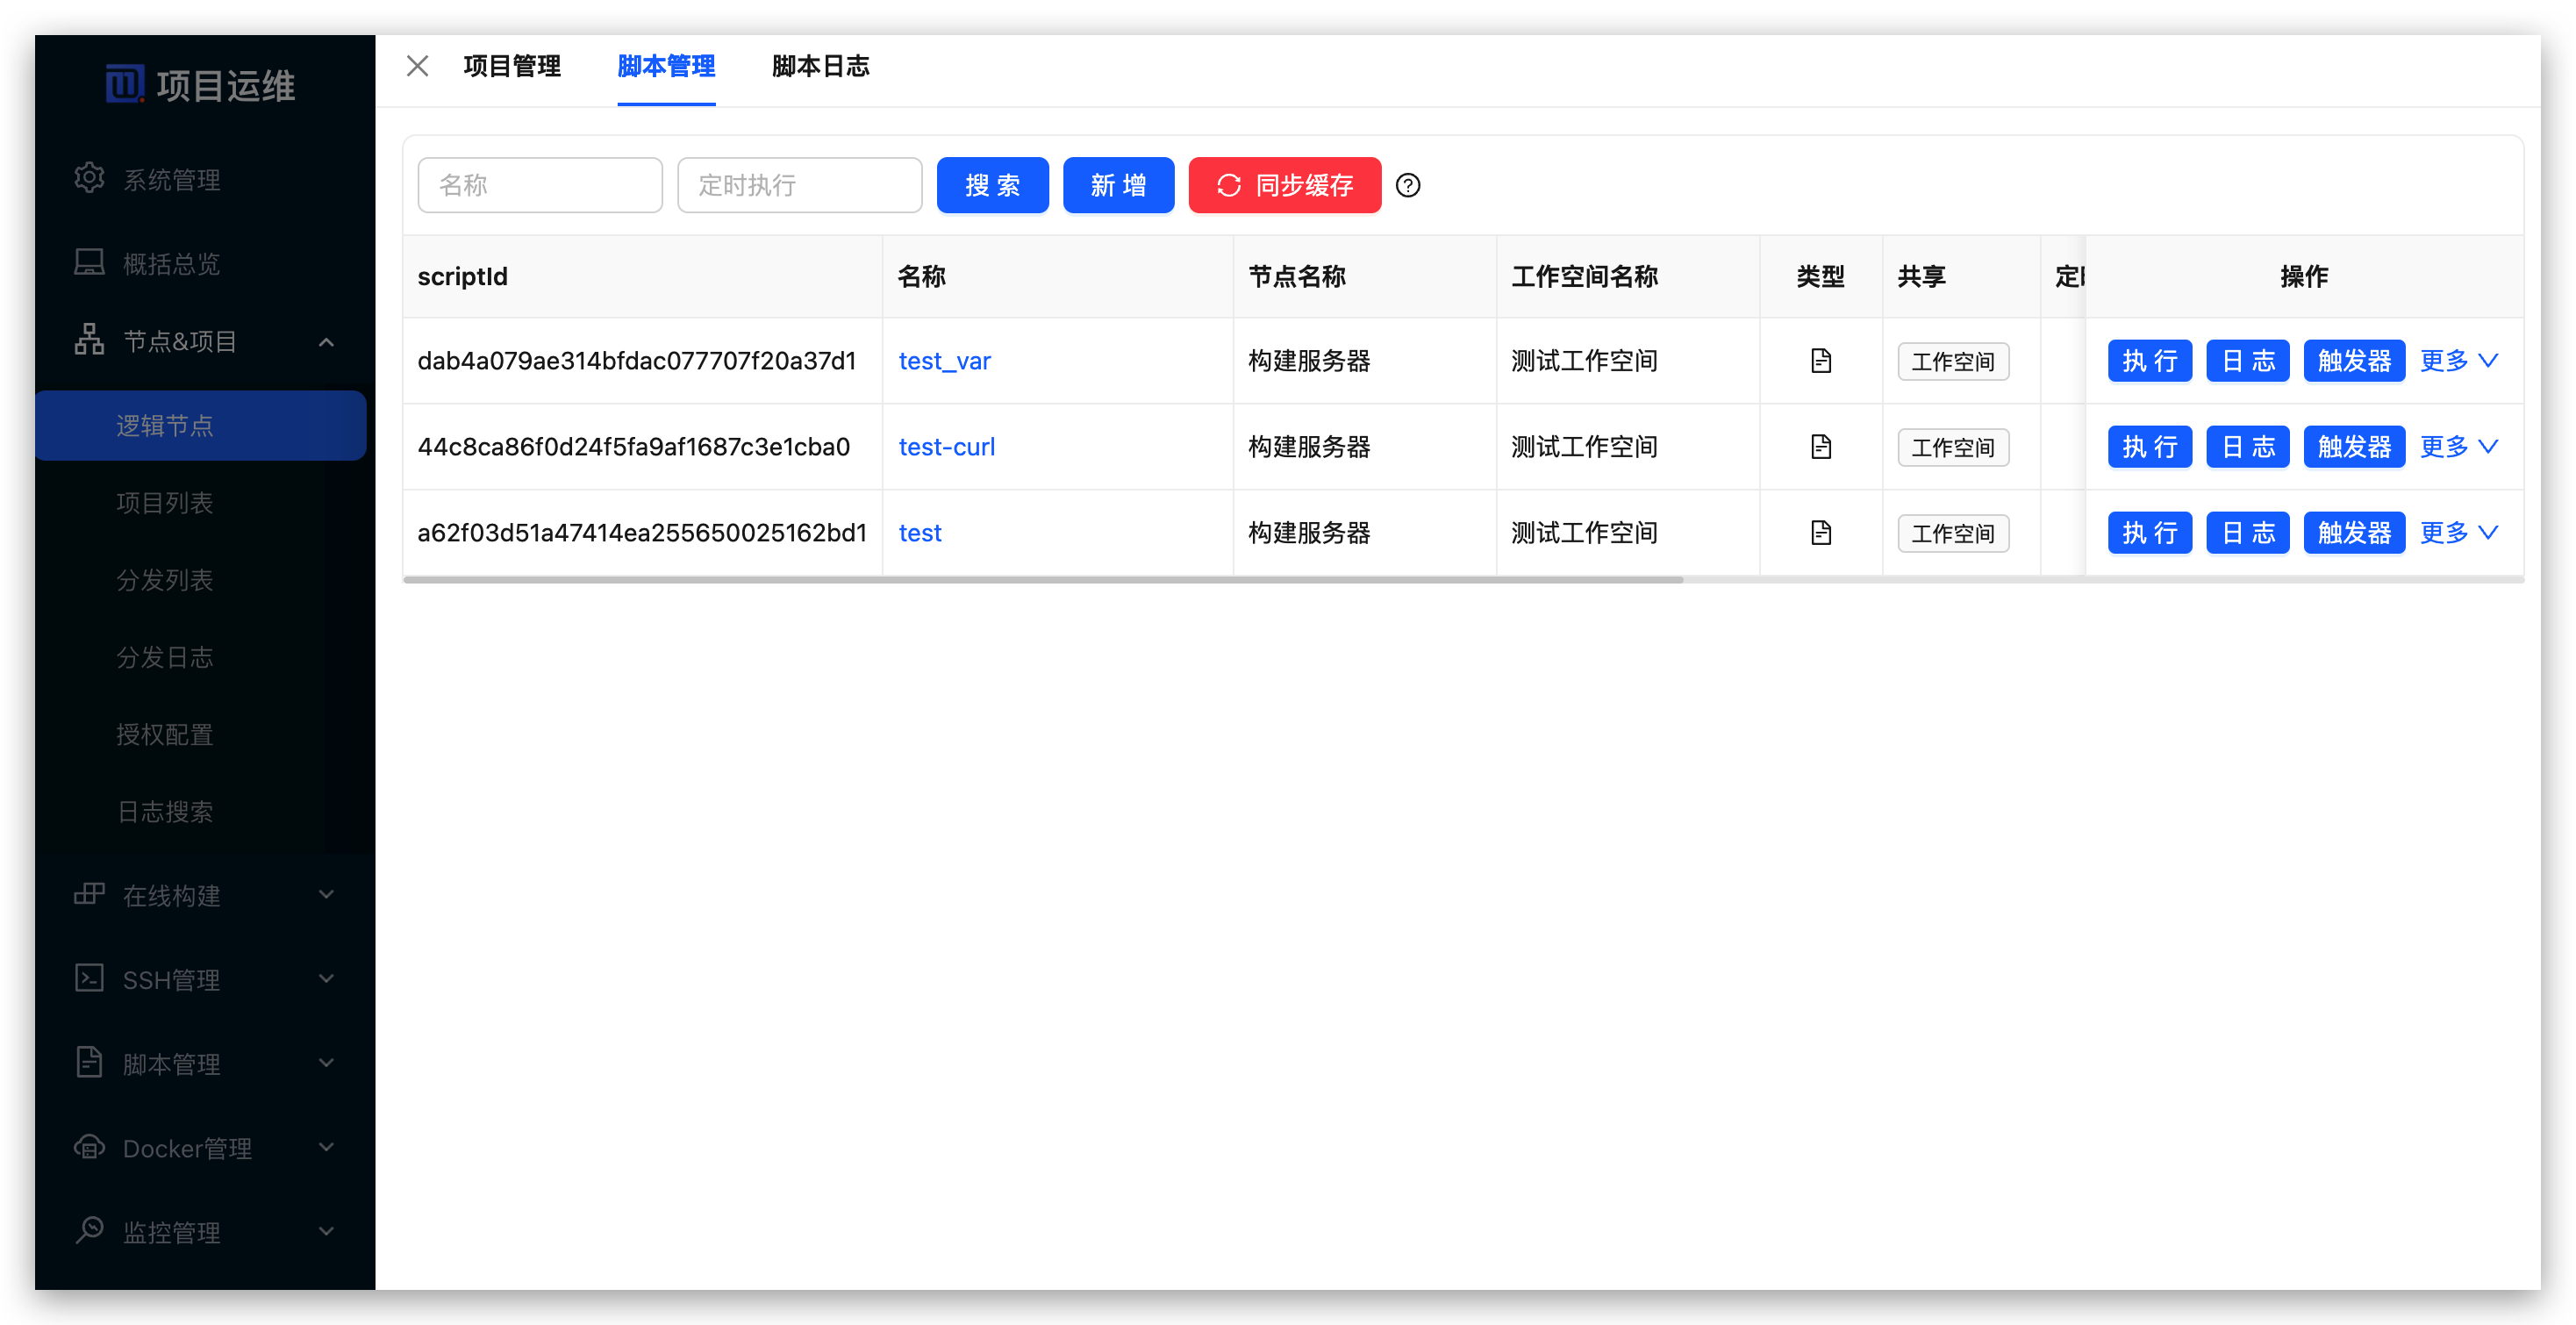 项目运维
系统管理
概括总览
节点&项目
逻辑节点
项目列表
分发列表
分发日志
授权配置
日志搜索
在线构建
SSH管理
脚本管理
Docker管理
监控管理
项目管理 脚本管理 脚本日志
名称 定时执行 搜 索 新 增 同步缓存
scriptId 名称 节点名称 工作空间名称 类型 共享 定 操作
dab4a079ae314bfdac077707f20a37d1 test_var 构建服务器 测试工作空间 工作空间 执 行 日 志 触发器 更多
44c8ca86f0d24f5fa9af1687c3e1cba0 test-curl 构建服务器 测试工作空间 工作空间 执 行 日 志 触发器 更多
a62f03d51a47414ea255650025162bd1 test 构建服务器 测试工作空间 工作空间 执 行 日 志 触发器 更多